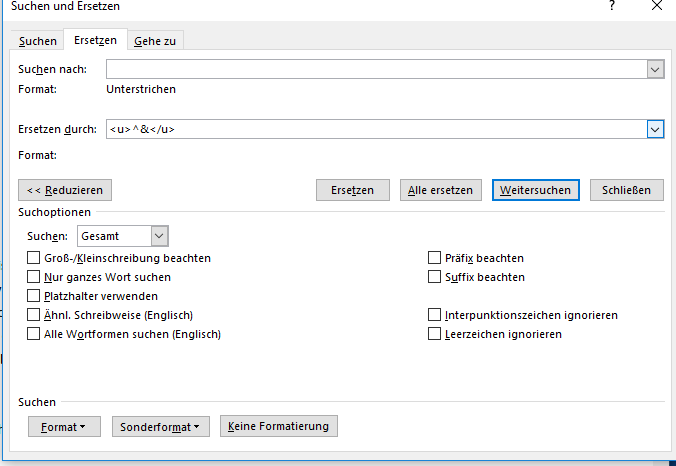 Suchen und Ersetzen
?
Suchen
Ersetzen
Gehe zu
Suchen nach:
Format:
Unterstrichen
Ersetzen durch:
<u>^&</u>
Format:
<< Reduzieren
Ersetzen
Alle ersetzen
Weitersuchen
Schließen
Suchoptionen
Suchen:
Gesamt
Groß-/Kleinschreibung beachten
Präfix beachten
Nur ganzes Wort suchen
Suffix beachten
Platzhalter verwenden
Ähnl. Schreibweise (Englisch)
Interpunktionszeichen ignorieren
Alle Wortformen suchen (Englisch)
Leerzeichen ignorieren
Suchen
Format
Sonderformat
Keine Formatierung